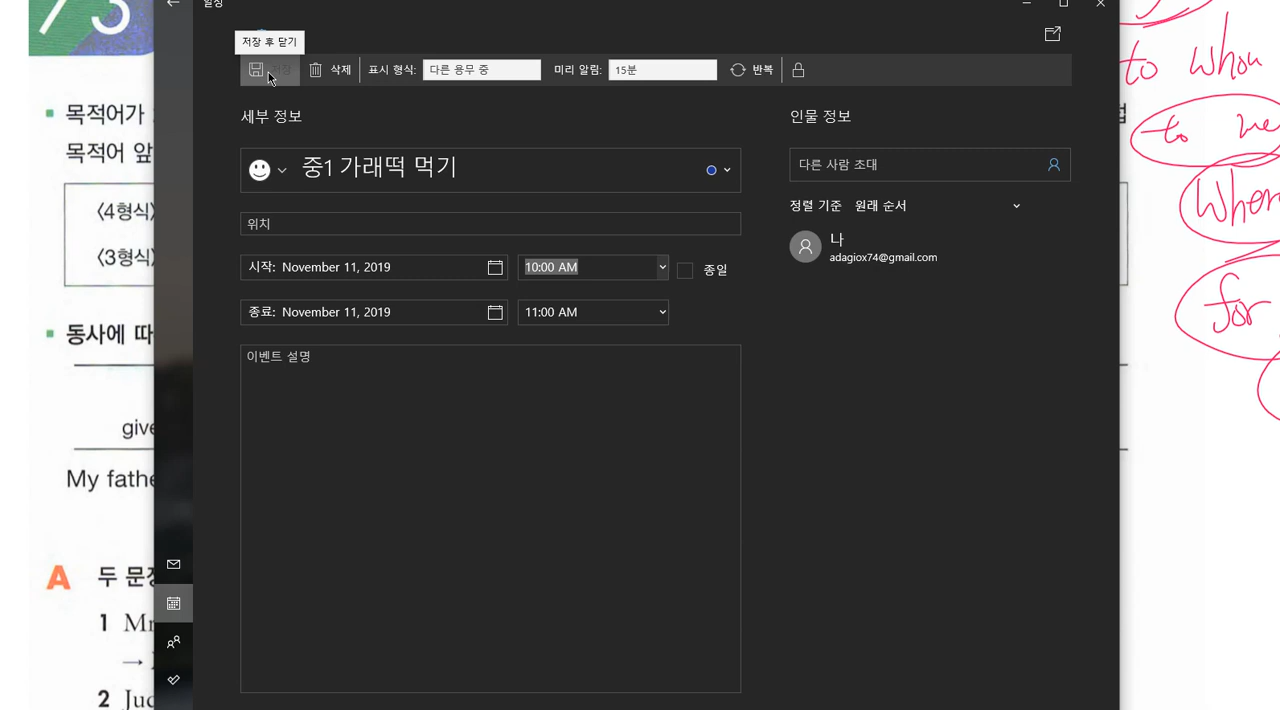 73
일정
저장 후 닫기
저장 삭제 표시 형식: 다른 용무 중 미리 알림: 15분 반복
세부 정보
인물 정보
중1 가래떡 먹기
다른 사람 초대
위치
정렬 기준 원래 순서
나
adagiox74@gmail.com
시작: November 11, 2019 10:00 AM 종일
종료: November 11, 2019 11:00 AM
이벤트 설명
목적어가
목적어 앞
〈4형식〉
〈3형식〉
동사에 따
give
My fathe
A 두 문장
1 Mr
→
2 Jud
to whom
to
for